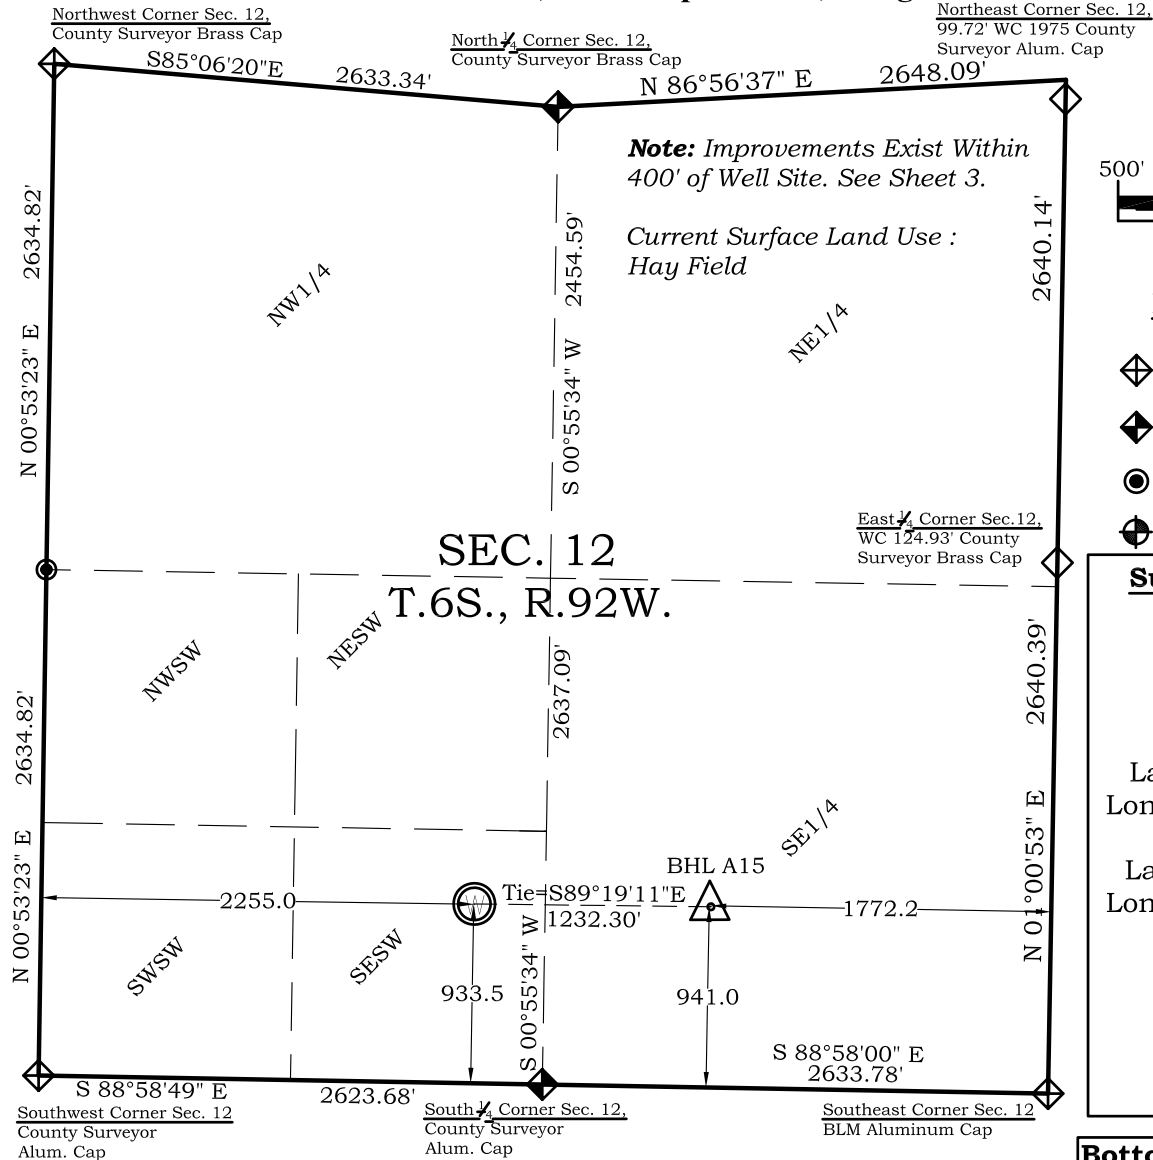 Northwest Corner Sec. 12,
County Surveyor Brass Cap
North 1/4 Corner Sec. 12,
County Surveyor Brass Cap
Northeast Corner Sec. 12,
99.72' WC 1975 County
Surveyor Alum. Cap
S85°06'20"E 2633.34'
N 86°56'37" E 2648.09'
Note: Improvements Exist Within
400' of Well Site. See Sheet 3.
Current Surface Land Use :
Hay Field
500'
2634.82'
N 00°53'23" E
NW1/4
2454.59'
S 00°55'34" W
NE1/4
2640.14'
East 1/4 Corner Sec.12,
WC 124.93' County
Surveyor Brass Cap
SEC. 12
T.6S., R.92W.
NWSW
NESW
2637.09'
2640.39'
2634.82'
N 00°53'23" E
SE1/4
N 01°00'53" E
BHL A15
2255.0
Tie=S89°19'11"E
1232.30'
1772.2
SWSW
SESW
933.5
S 00°55'34" W
941.0
S 88°58'49" E
2623.68'
S 88°58'00" E
2633.78'
Southwest Corner Sec. 12
County Surveyor
Alum. Cap
South 1/4 Corner Sec. 12,
County Surveyor
Alum. Cap
Southeast Corner Sec. 12
BLM Aluminum Cap
Su
La
Lon
La
Lon
Botto